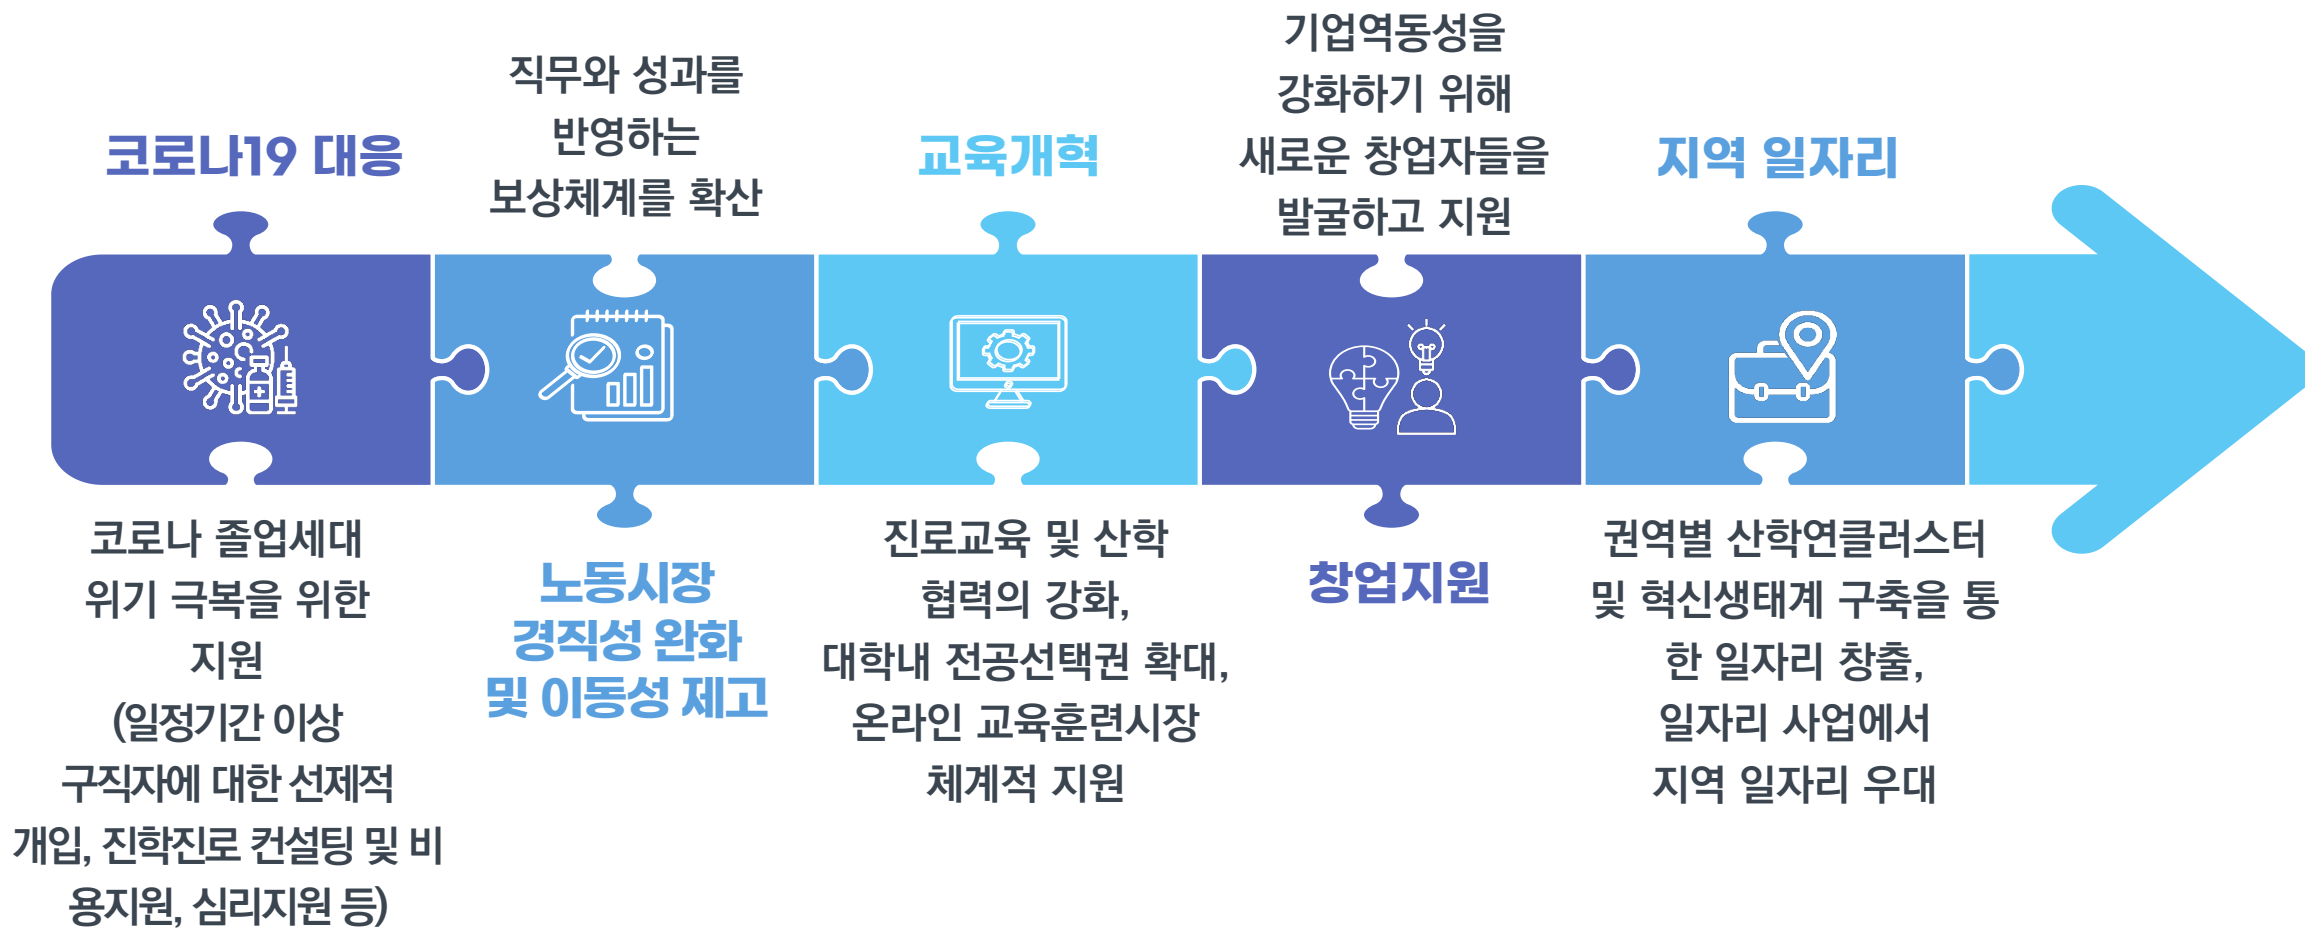 코로나19 대응
코로나 졸업세대
위기 극복을 위한
지원
(일정기간 이상
구직자에 대한 선제적
개입, 진학진로 컨설팅 및 비
용지원, 심리지원 등)
직무와 성과를
반영하는
보상체계를 확산
노동시장
경직성 완화
및 이동성 제고
교육개혁
진로교육 및 산학
협력의 강화,
대학내 전공선택권 확대,
온라인 교육훈련시장
체계적 지원
기업역동성을
강화하기 위해
새로운 창업자들을
발굴하고 지원
창업지원
지역 일자리
권역별 산학연클러스터
및 혁신생태계 구축을 통
한 일자리 창출,
일자리 사업에서
지역 일자리 우대